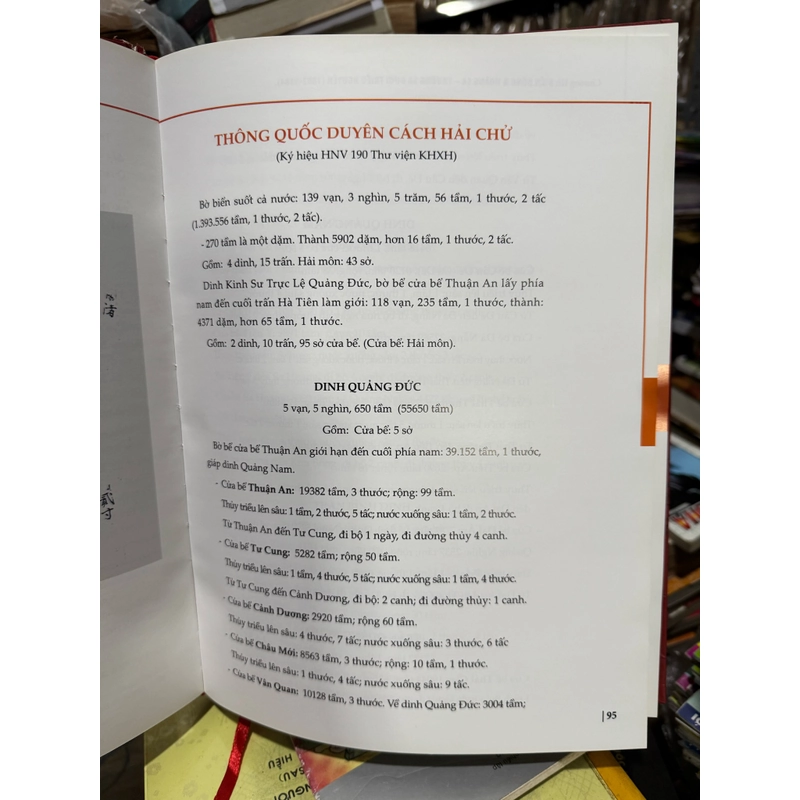 THÔNG QUỐC DUYÊN CÁCH HẢI CHỬ
(Ký hiệu HNV 190 Thư viện KHXH)
Bờ biển suốt cả nước: 139 vạn, 3 nghìn, 5 trăm, 56 tầm, 1 thước, 2 tấc
(1.393.556 tầm, 1 thước, 2 tấc).
- 270 tầm là một dặm. Thành 5902 dặm, hơn 16 tầm, 1 thước, 2 tấc.
Gồm: 4 dinh, 15 trấn. Hải môn: 43 sở.
Dinh Kinh Sư Trực Lệ Quảng Đức, bờ bể cửa bể Thuận An lấy phía
nam đến cuối trấn Hà Tiên làm giới: 118 vạn, 235 tầm, 1 thước, thành:
4371 dặm, hơn 65 tầm, 1 thước.
Gồm: 2 dinh, 10 trấn, 95 sở cửa bể. (Cửa bể: Hải môn).
DINH QUẢNG ĐỨC
5 vạn, 5 nghìn, 650 tầm (55650 tầm)
Gồm: Cửa bể: 5 sở
Bờ bể cửa bể Thuận An giới hạn đến cuối phía nam: 39.152 tầm, 1 thước,
giáp dinh Quảng Nam.
- Cửa bể Thuận An: 19382 tầm, 3 thước; rộng: 99 tầm.
Thủy triều lên sâu: 1 tầm, 2 thước, 5 tấc; nước xuống sâu: 1 tầm, 2 thước.
Từ Thuận An đến Tư Cung, đi bộ 1 ngày, đi đường thủy 4 canh.
- Cửa bể Tư Cung: 5282 tầm; rộng 50 tầm.
Thủy triều lên sâu: 1 tầm, 4 thước, 5 tấc; nước xuống sâu: 1 tầm, 4 thước.
Từ Tư Cung đến Cảnh Dương, đi bộ: 2 canh; đi đường thủy: 1 canh.
- Cửa bể Cảnh Dương: 2920 tầm; rộng 60 tầm.
Thủy triều lên sâu: 4 thước, 7 tấc; nước xuống sâu: 3 thước, 6 tấc
- Cửa bể Châu Mới: 8563 tầm, 3 thước; rộng: 10 tầm, 1 thước.
Thủy triều lên sâu: 1 thước, 4 tấc; nước xuống sâu: 9 tấc.
- Cửa bể Vân Quan: 10128 tầm, 3 thước. Về dinh Quảng Đức: 3004 tầm;
| 95
NGƯỜI
SAU)
HIỆU